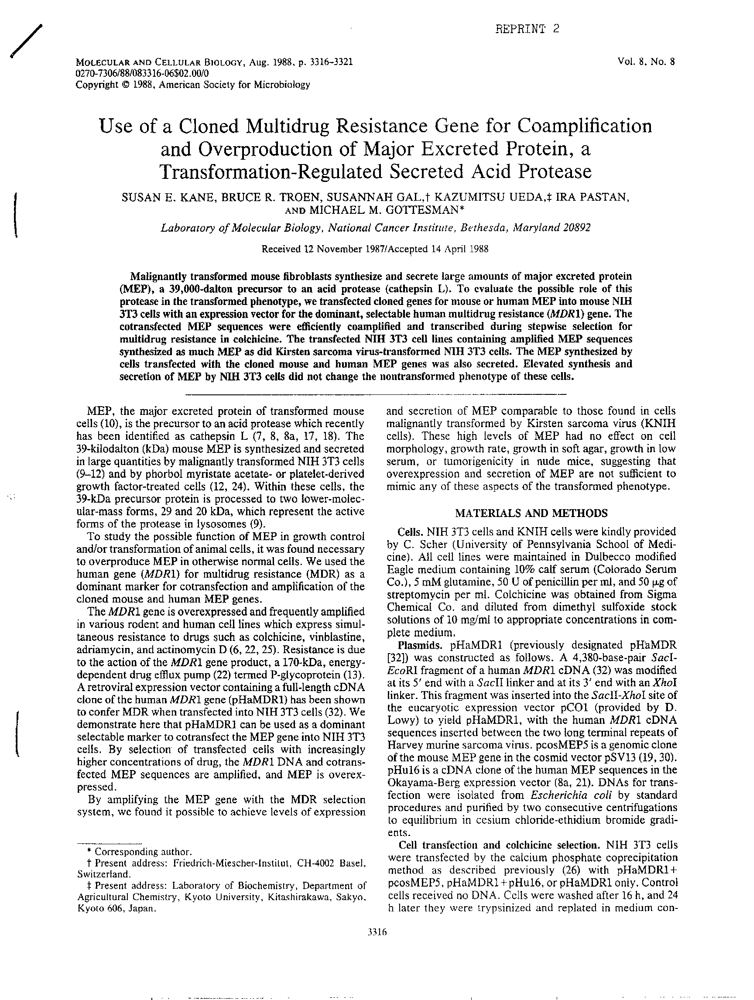 REPRINT 2
MOLECULAR AND CELLULAR BIOLOGY, Aug. 1988, p. 3316-3321
0270-7306/88/083316-06$02.00/0
Copyright © 1988, American Society for Microbiology
Vol. 8, No. 8
Use of a Cloned Multidrug Resistance Gene for Coamplification
and Overproduction of Major Excreted Protein, a
Transformation-Regulated Secreted Acid Protease
SUSAN E. KANE, BRUCE R. TROEN, SUSANNAH GAL,† KAZUMITSU UEDA,‡ IRA PASTAN,
AND MICHAEL M. GOTTESMAN*
Laboratory of Molecular Biology, National Cancer Institute, Bethesda, Maryland 20892
Received 12 November 1987/Accepted 14 April 1988
Malignantly transformed mouse fibroblasts synthesize and secrete large amounts of major excreted protein
(MEP), a 39,000-dalton precursor to an acid protease (cathepsin L). To evaluate the possible role of this
protease in the transformed phenotype, we transfected cloned genes for mouse or human MEP into mouse NIH
3T3 cells with an expression vector for the dominant, selectable human multidrug resistance (MDR1) gene. The
cotransfected MEP sequences were efficiently coamplified and transcribed during stepwise selection for
multidrug resistance in colchicine. The transfected NIH 3T3 cell lines containing amplified MEP sequences
synthesized as much MEP as did Kirsten sarcoma virus-transformed NIH 3T3 cells. The MEP synthesized by
cells transfected with the cloned mouse and human MEP genes was also secreted. Elevated synthesis and
secretion of MEP by NIH 3T3 cells did not change the nontransformed phenotype of these cells.
MEP, the major excreted protein of transformed mouse
cells (10), is the precursor to an acid protease which recently
has been identified as cathepsin L (7, 8, 8a, 17, 18). The
39-kilodalton (kDa) mouse MEP is synthesized and secreted
in large quantities by malignantly transformed NIH 3T3 cells
(9–12) and by phorbol myristate acetate- or platelet-derived
growth factor-treated cells (12, 24). Within these cells, the
39-kDa precursor protein is processed to two lower-molec-
ular-mass forms, 29 and 20 kDa, which represent the active
forms of the protease in lysosomes (9).
To study the possible function of MEP in growth control
and/or transformation of animal cells, it was found necessary
to overproduce MEP in otherwise normal cells. We used the
human gene (MDR1) for multidrug resistance (MDR) as a
dominant marker for cotransfection and amplification of the
cloned mouse and human MEP genes.
The MDR1 gene is overexpressed and frequently amplified
in various rodent and human cell lines which express simul-
taneous resistance to drugs such as colchicine, vinblastine,
adriamycin, and actinomycin D (6, 22, 25). Resistance is due
to the action of the MDR1 gene product, a 170-kDa, energy-
dependent drug efflux pump (22) termed P-glycoprotein (13).
A retroviral expression vector containing a full-length cDNA
clone of the human MDR1 gene (pHaMDR1) has been shown
to confer MDR when transfected into NIH 3T3 cells (32). We
demonstrate here that pHaMDR1 can be used as a dominant
selectable marker to cotransfect the MEP gene into NIH 3T3
cells. By selection of transfected cells with increasingly
higher concentrations of drug, the MDR1 DNA and cotrans-
fected MEP sequences are amplified, and MEP is overex-
pressed.
By amplifying the MEP gene with the MDR selection
system, we found it possible to achieve levels of expression
* Corresponding author.
† Present address: Friedrich-Miescher-Institut, CH-4002 Basel,
Switzerland.
‡ Present address: Laboratory of Biochemistry, Department of
Agricultural Chemistry, Kyoto University, Kitashirakawa, Sakyo,
Kyoto 606, Japan.
and secretion of MEP comparable to those found in cells
malignantly transformed by Kirsten sarcoma virus (KNIH
cells). These high levels of MEP had no effect on cell
morphology, growth rate, growth in soft agar, growth in low
serum, or tumorigenicity in nude mice, suggesting that
overexpression and secretion of MEP are not sufficient to
mimic any of these aspects of the transformed phenotype.
MATERIALS AND METHODS
Cells. NIH 3T3 cells and KNIH cells were kindly provided
by C. Scher (University of Pennsylvania School of Medi-
cine). All cell lines were maintained in Dulbecco modified
Eagle medium containing 10% calf serum (Colorado Serum
Co.), 5 mM glutamine, 50 U of penicillin per ml, and 50 µg of
streptomycin per ml. Colchicine was obtained from Sigma
Chemical Co. and diluted from dimethyl sulfoxide stock
solutions of 10 mg/ml to appropriate concentrations in com-
plete medium.
Plasmids. pHaMDR1 (previously designated pHaMDR
[32]) was constructed as follows. A 4,380-base-pair SacI-
EcoRI fragment of a human MDR1 cDNA (32) was modified
at its 5′ end with a SacII linker and at its 3′ end with an XhoI
linker. This fragment was inserted into the SacII-XhoI site of
the eucaryotic expression vector pCO1 (provided by D.
Lowy) to yield pHaMDR1, with the human MDR1 cDNA
sequences inserted between the two long terminal repeats of
Harvey murine sarcoma virus. pcosMEP5 is a genomic clone
of the mouse MEP gene in the cosmid vector pSV13 (19, 30).
pHu16 is a cDNA clone of the human MEP sequences in the
Okayama-Berg expression vector (8a, 21). DNAs for trans-
fection were isolated from Escherichia coli by standard
procedures and purified by two consecutive centrifugations
to equilibrium in cesium chloride-ethidium bromide gradi-
ents.
Cell transfection and colchicine selection. NIH 3T3 cells
were transfected by the calcium phosphate coprecipitation
method as described previously (26) with pHaMDR1+
pcosMEP5, pHaMDR1+pHu16, or pHaMDR1 only. Control
cells received no DNA. Cells were washed after 16 h, and 24
h later they were trypsinized and replated in medium con-
3316